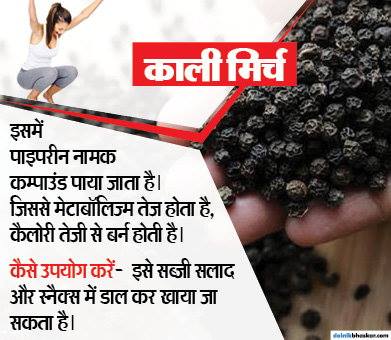 काली मिर्च
इसमें
पाइपरीन नामक
कम्पाउंड पाया जाता है।
जिससे मेटाबॉलिज्म तेज होता है,
कैलोरी तेजी से बर्न होती है।
कैसे उपयोग करें- इसे सब्जी सलाद
और स्नैक्स में डाल कर खाया जा
सकता है।
dainikbhaskar.com